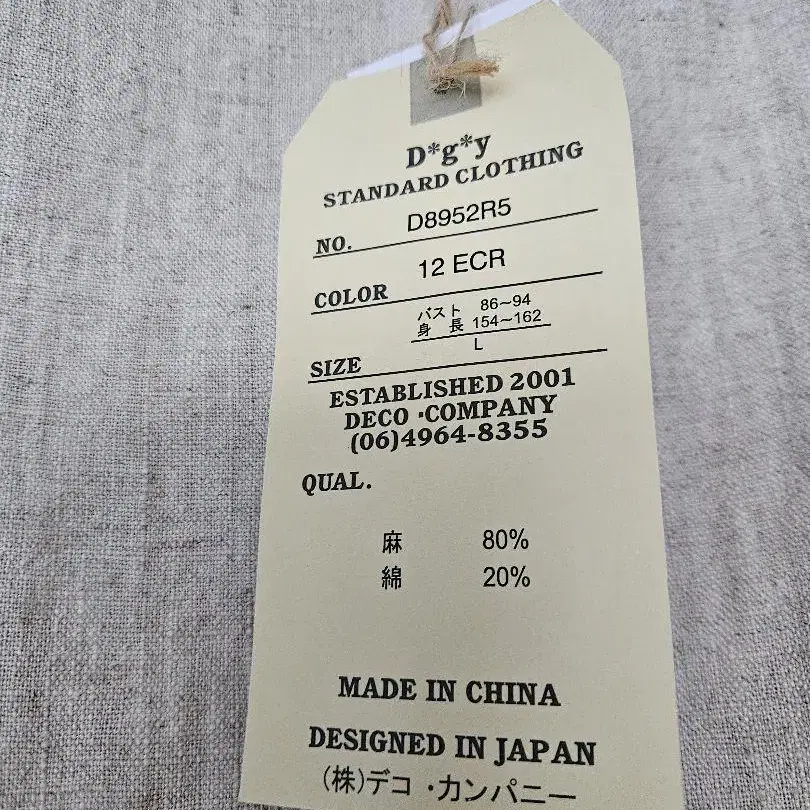 D*g*y
STANDARD CLOTHING
NO. D8952R5
COLOR 12 ECR
バスト 86~94
身 長 154~162
SIZE L
ESTABLISHED 2001
DECO・COMPANY
(06)4964-8355
QUAL.
麻 80%
綿 20%
MADE IN CHINA
DESIGNED IN JAPAN
(株)デコ・カンパニー